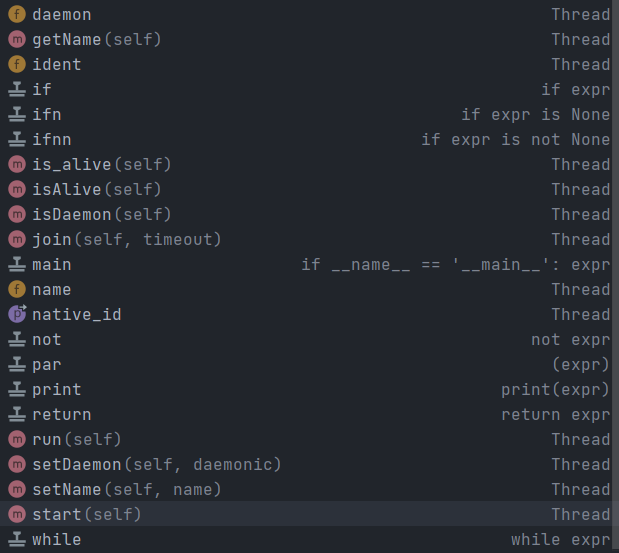 f daemon Thread
m getName(self) Thread
f ident Thread
if if expr
ifn if expr is None
ifnn if expr is not None
m is_alive(self) Thread
m isAlive(self) Thread
m isDaemon(self) Thread
m join(self, timeout) Thread
main if __name__ == '__main__': expr
f name Thread
p native_id Thread
not not expr
par (expr)
print print(expr)
return return expr
m run(self) Thread
m setDaemon(self, daemonic) Thread
m setName(self, name) Thread
m start(self) Thread
while while expr